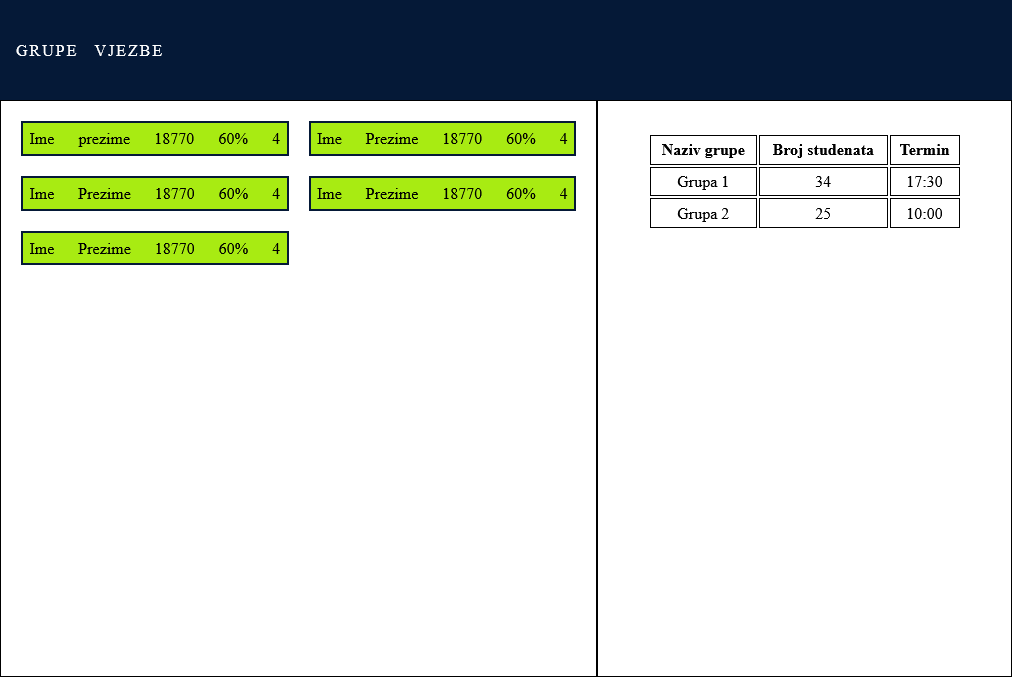 GRUPE VJEZBE
Ime prezime 18770 60% 4
Ime Prezime 18770 60% 4
Ime Prezime 18770 60% 4
Ime Prezime 18770 60% 4
Ime Prezime 18770 60% 4
Naziv grupe Broj studenata Termin
Grupa 1 34 17:30
Grupa 2 25 10:00